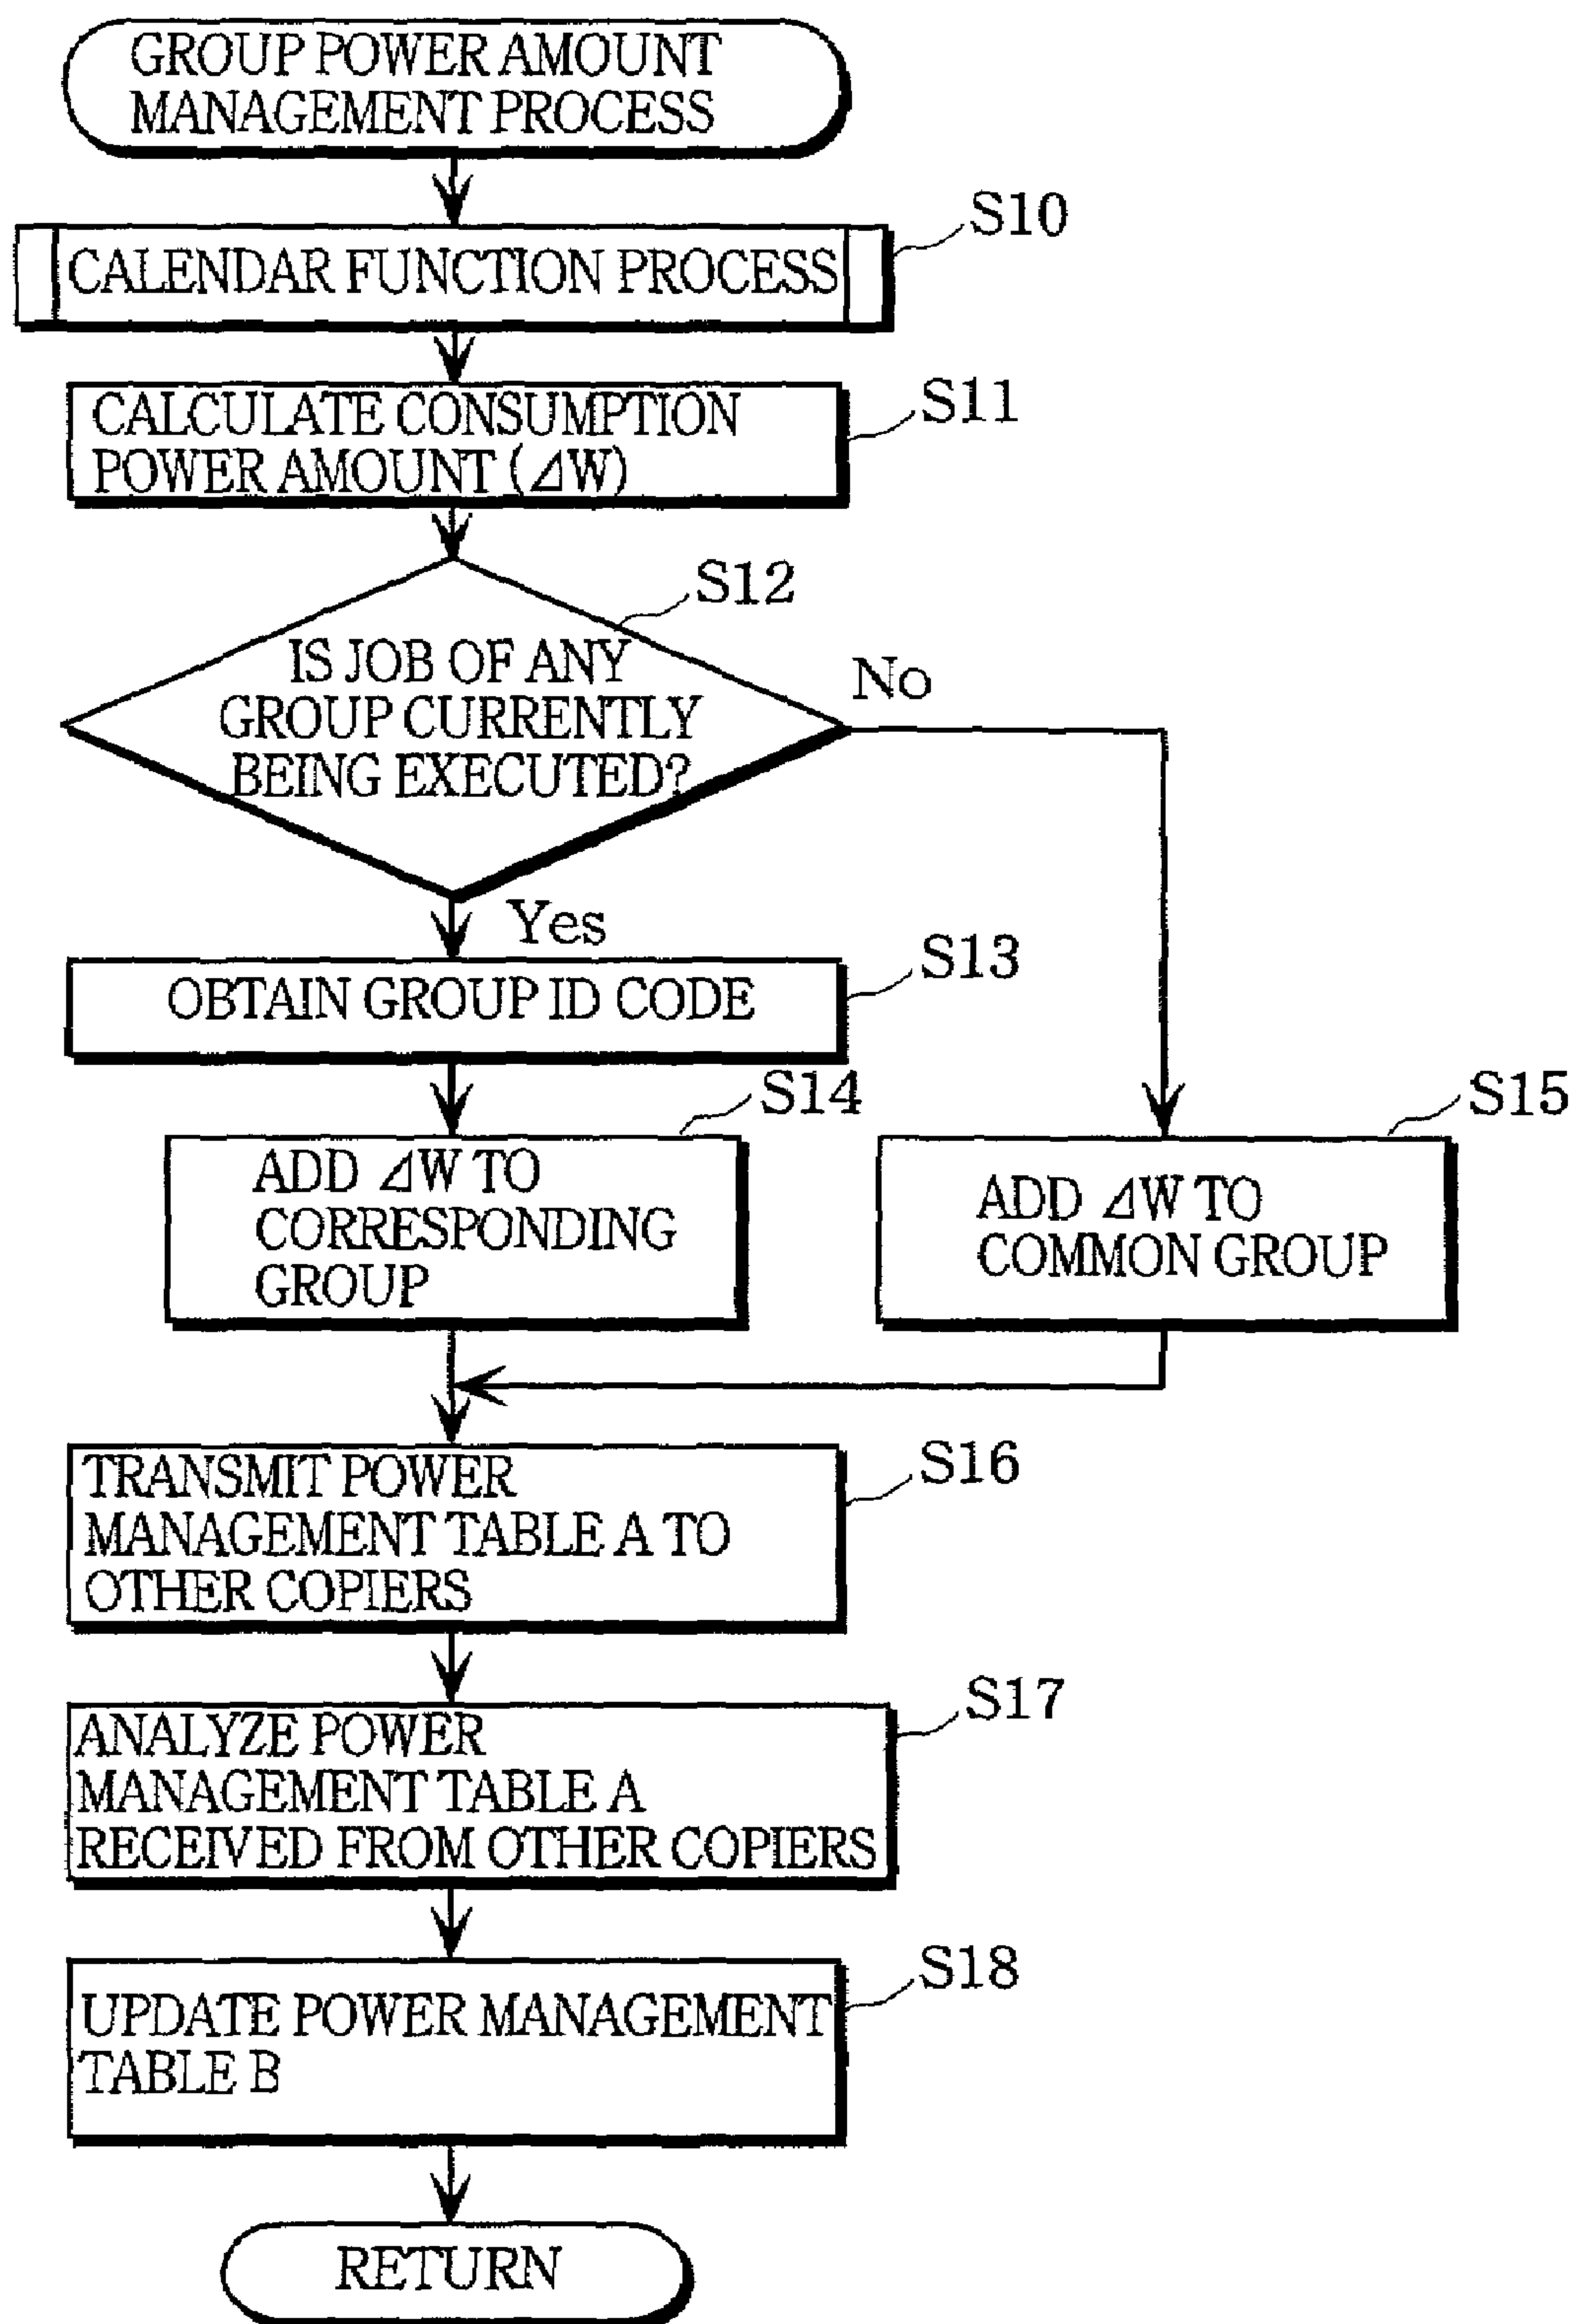 GROUP POWER AMOUNT
MANAGEMENT PROCESS
S10
CALENDAR FUNCTION PROCESS
S11
CALCULATE CONSUMPTION
POWER AMOUNT (⊿W)
S12
IS JOB OF ANY
GROUP CURRENTLY
BEING EXECUTED?
No
Yes
S13
OBTAIN GROUP ID CODE
S14
ADD ⊿W TO
CORRESPONDING
GROUP
S15
ADD ⊿W TO
COMMON GROUP
S16
TRANSMIT POWER
MANAGEMENT TABLE A TO
OTHER COPIERS
S17
ANALYZE POWER
MANAGEMENT TABLE A
RECEIVED FROM OTHER COPIERS
S18
UPDATE POWER MANAGEMENT
TABLE B
RETURN